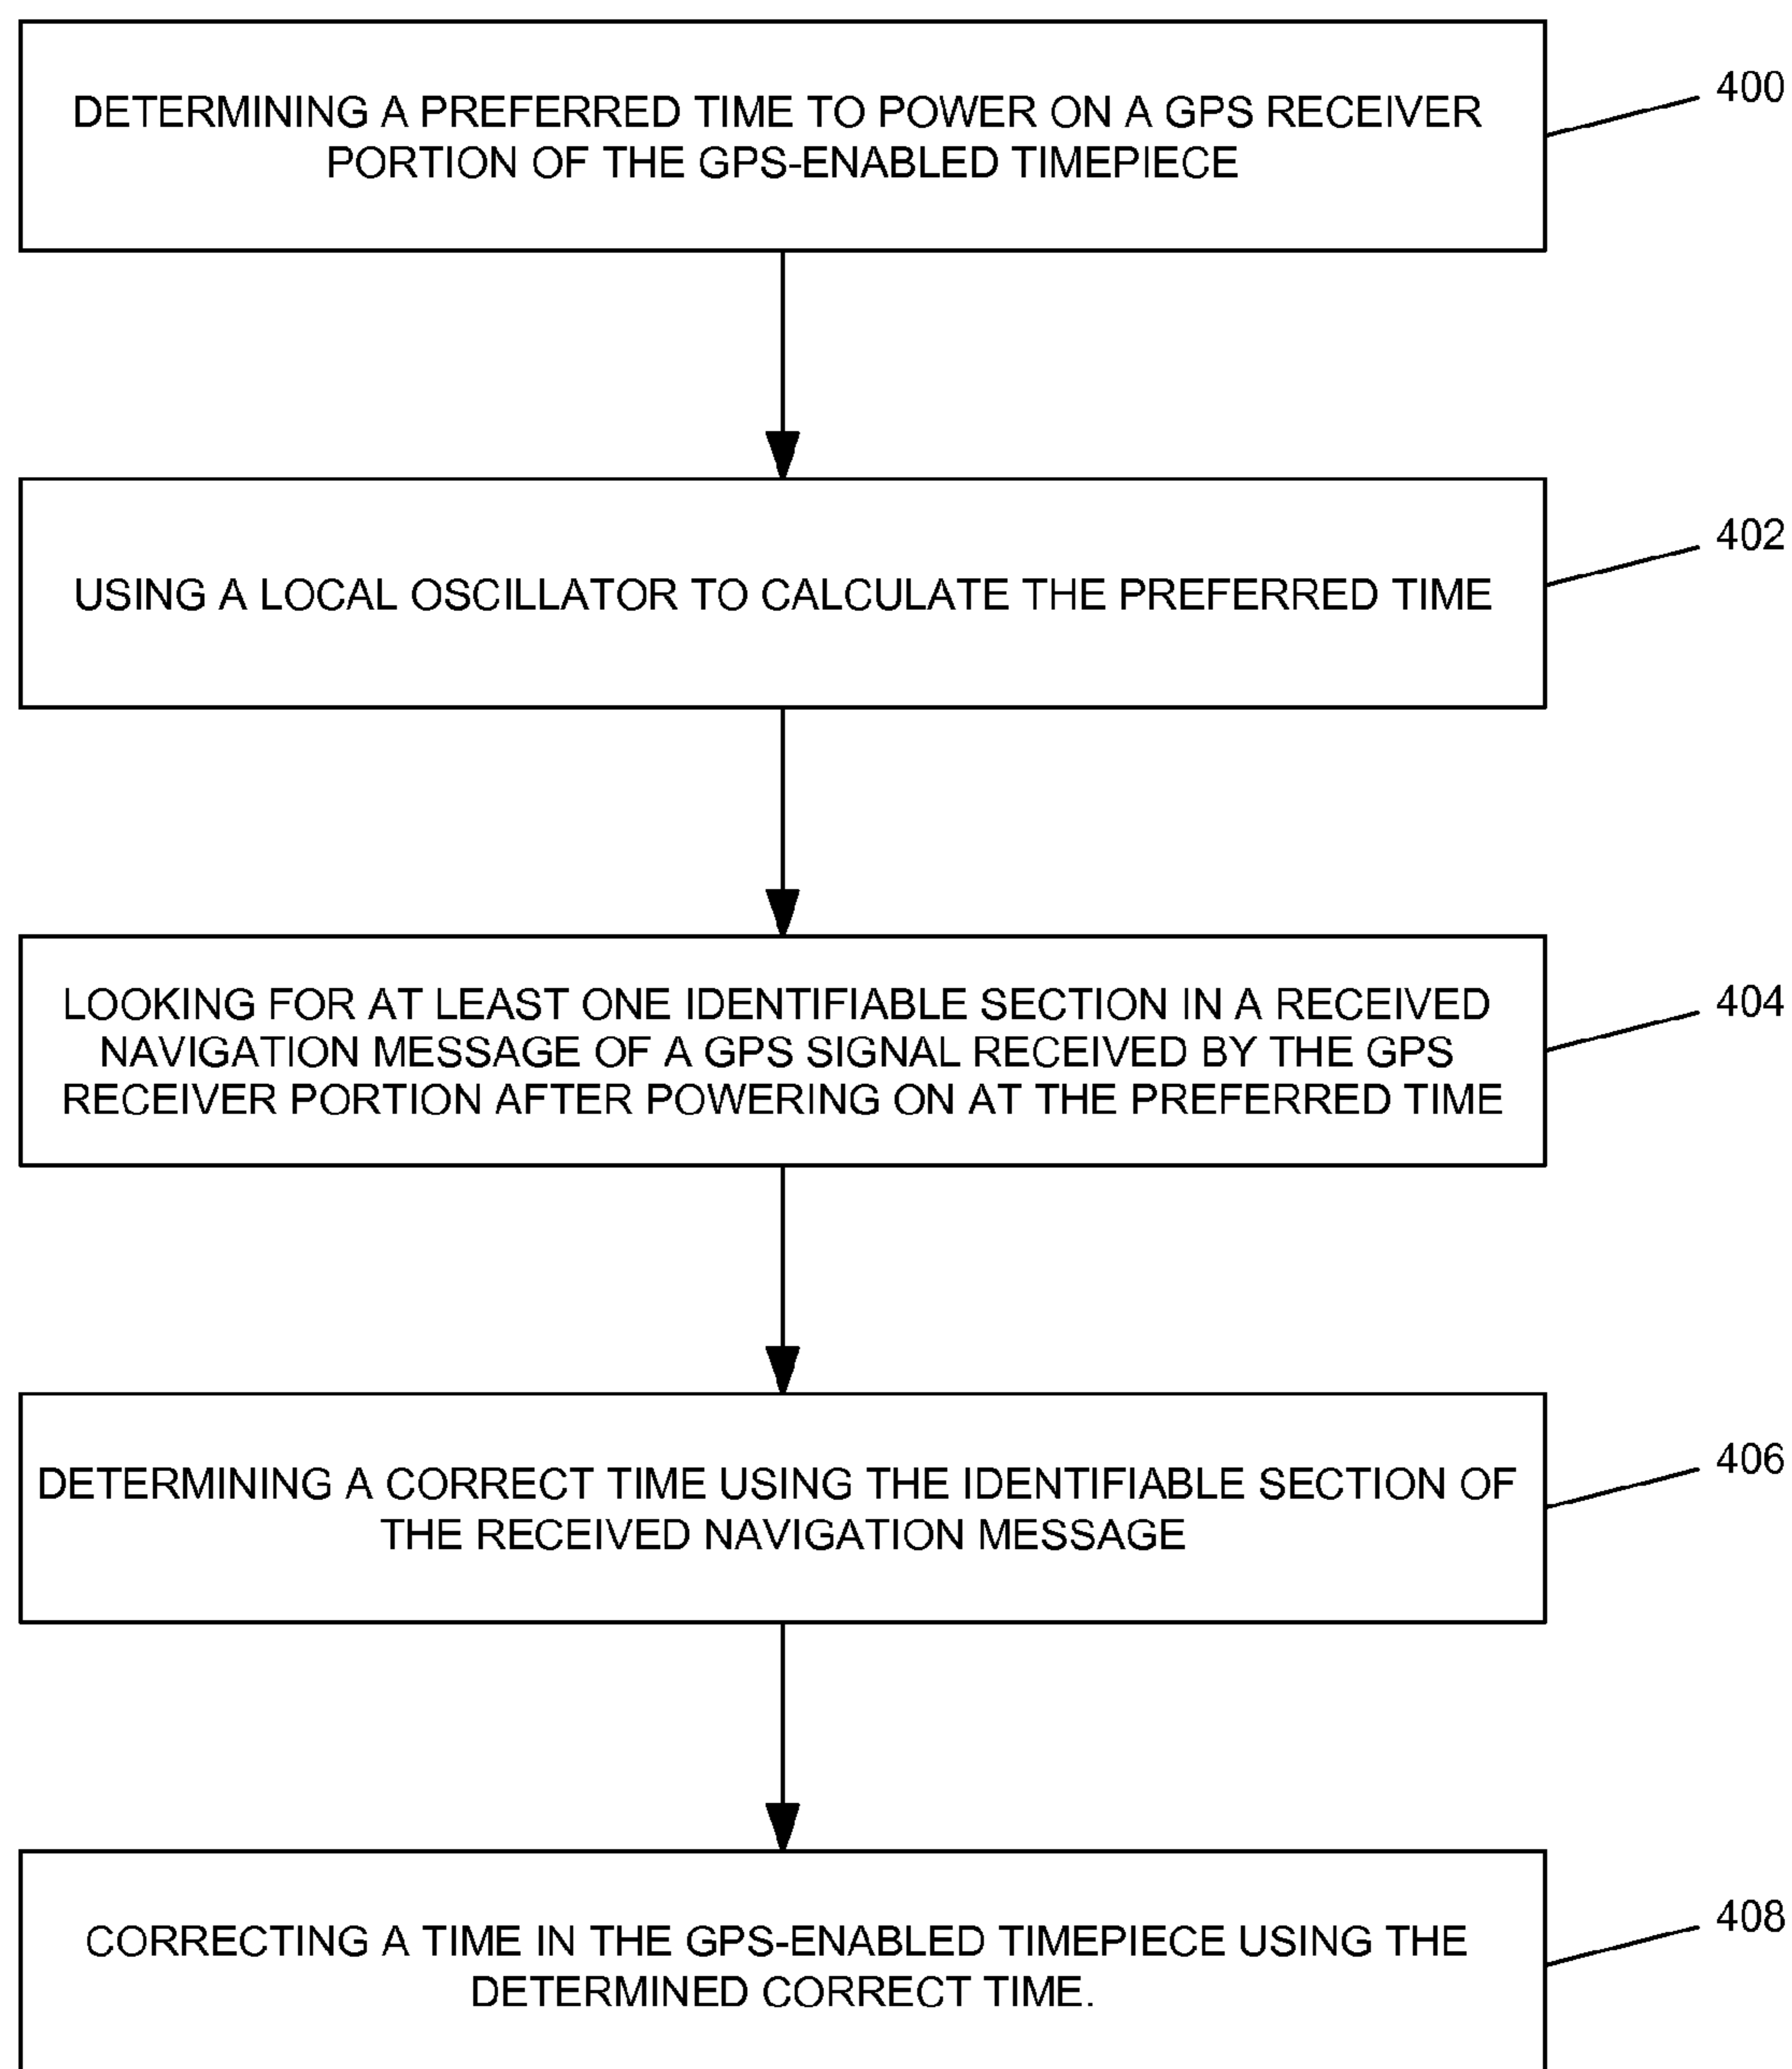 DETERMINING A PREFERRED TIME TO POWER ON A GPS RECEIVER
PORTION OF THE GPS-ENABLED TIMEPIECE
400
USING A LOCAL OSCILLATOR TO CALCULATE THE PREFERRED TIME
402
LOOKING FOR AT LEAST ONE IDENTIFIABLE SECTION IN A RECEIVED
NAVIGATION MESSAGE OF A GPS SIGNAL RECEIVED BY THE GPS
RECEIVER PORTION AFTER POWERING ON AT THE PREFERRED TIME
404
DETERMINING A CORRECT TIME USING THE IDENTIFIABLE SECTION OF
THE RECEIVED NAVIGATION MESSAGE
406
CORRECTING A TIME IN THE GPS-ENABLED TIMEPIECE USING THE
DETERMINED CORRECT TIME.
408